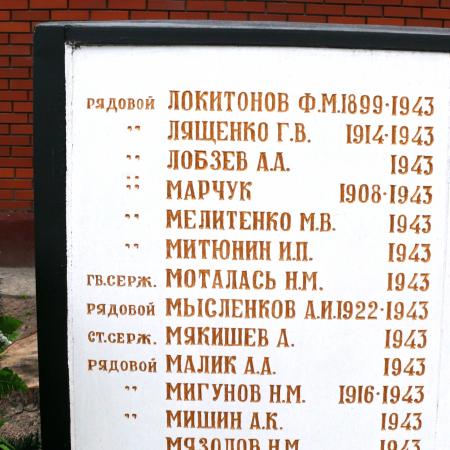 РЯДОВОЙ ЛОКИТОНОВ Ф.М.1899-1943
" ЛЯЩЕНКО Г.В. 1914-1943
" ЛОБЗЕВ А.А. 1943
" МАРЧУК 1908-1943
" МЕЛИТЕНКО М.В. 1943
" МИТЮНИН И.П. 1943
ГВ.СЕРЖ. МОТАЛАСЬ Н.М. 1943
РЯДОВОЙ МЫСЛЕНКОВ А.И.1922-1943
СТ.СЕРЖ. МЯКИШЕВ А. 1943
РЯДОВОЙ МАЛИК А.А. 1943
" МИГУНОВ Н.М. 1916-1943
" МИШИН А.К. 1943
Н.М. 1943